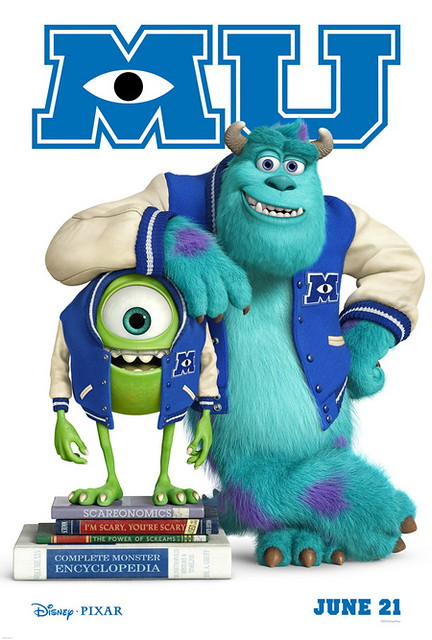 MU
M
M
SCAREONOMICS
I'M SCARY, YOU'RE SCARY
THE POWER OF SCREAMS
COMPLETE MONSTER
ENCYCLOPEDIA
DISNEY · PIXAR
JUNE 21